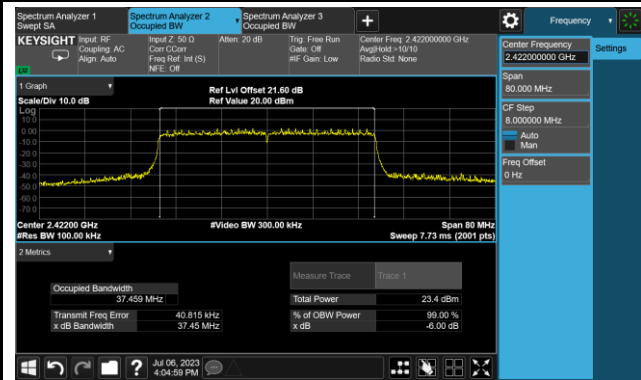 Spectrum Analyzer 1
Swept SA
Spectrum Analyzer 2
Occupied BW
Spectrum Analyzer 3
Occupied BW
Frequency
KEYSIGHT
Input: RF
Coupling: AC
Align: Auto
Input Z: 50 Ω
Corr CCorr
Freq Ref: Int (S)
NFE: Off
Atten: 20 dB
Trig: Free Run
Gate: Off
#IF Gain: Low
Center Freq: 2.422000000 GHz
Avg|Hold:>10/10
Radio Std: None
Center Frequency
2.422000000 GHz
Settings
Span
80.000 MHz
CF Step
8.000000 MHz
Auto
Man
Freq Offset
0 Hz
1 Graph
Scale/Div 10.0 dB
Ref Lvl Offset 21.60 dB
Ref Value 20.00 dBm
Log
10.0
0.00
-10.0
-20.0
-30.0
-40.0
-50.0
-60.0
-70.0
Center 2.42200 GHz
#Res BW 100.00 kHz
#Video BW 300.00 kHz
Span 80 MHz
Sweep 7.73 ms (2001 pts)
2 Metrics
Measure Trace
Trace 1
Occupied Bandwidth
37.459 MHz
Total Power
23.4 dBm
Transmit Freq Error
40.815 kHz
% of OBW Power
99.00 %
x dB Bandwidth
37.45 MHz
x dB
-6.00 dB
Jul 06, 2023
4:04:59 PM